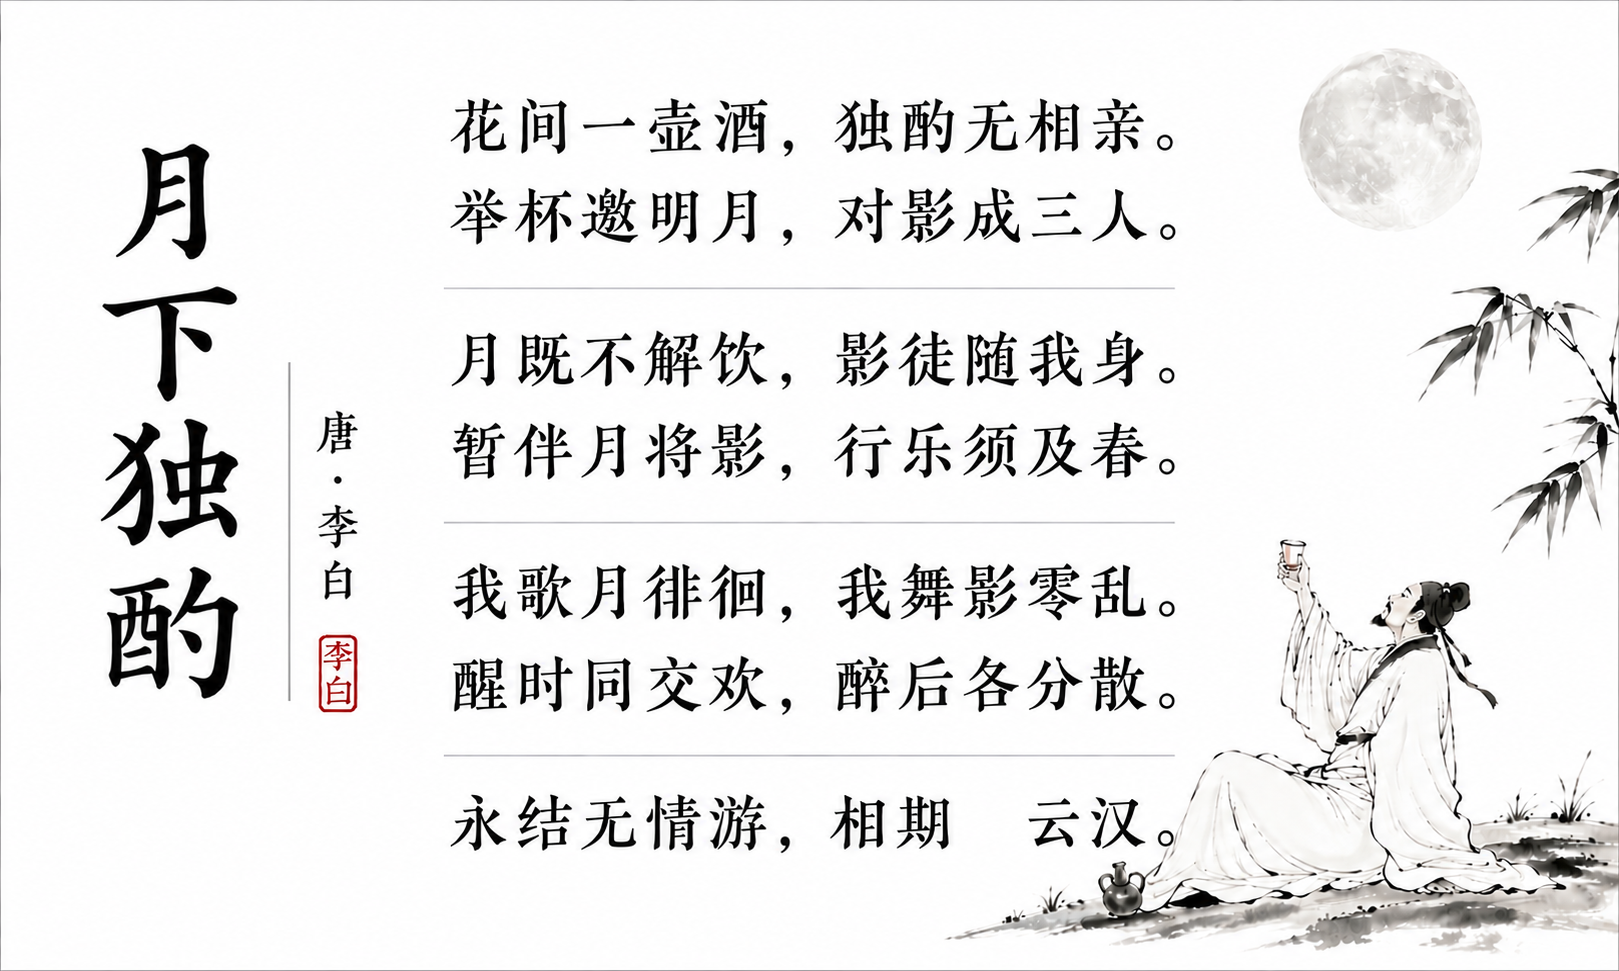 月下独酌
唐·李白
李白
花间一壶酒，独酌无相亲。
举杯邀明月，对影成三人。
月既不解饮，影徒随我身。
暂伴月将影，行乐须及春。
我歌月徘徊，我舞影零乱。
醒时同交欢，醉后各分散。
永结无情游，相期 云汉。